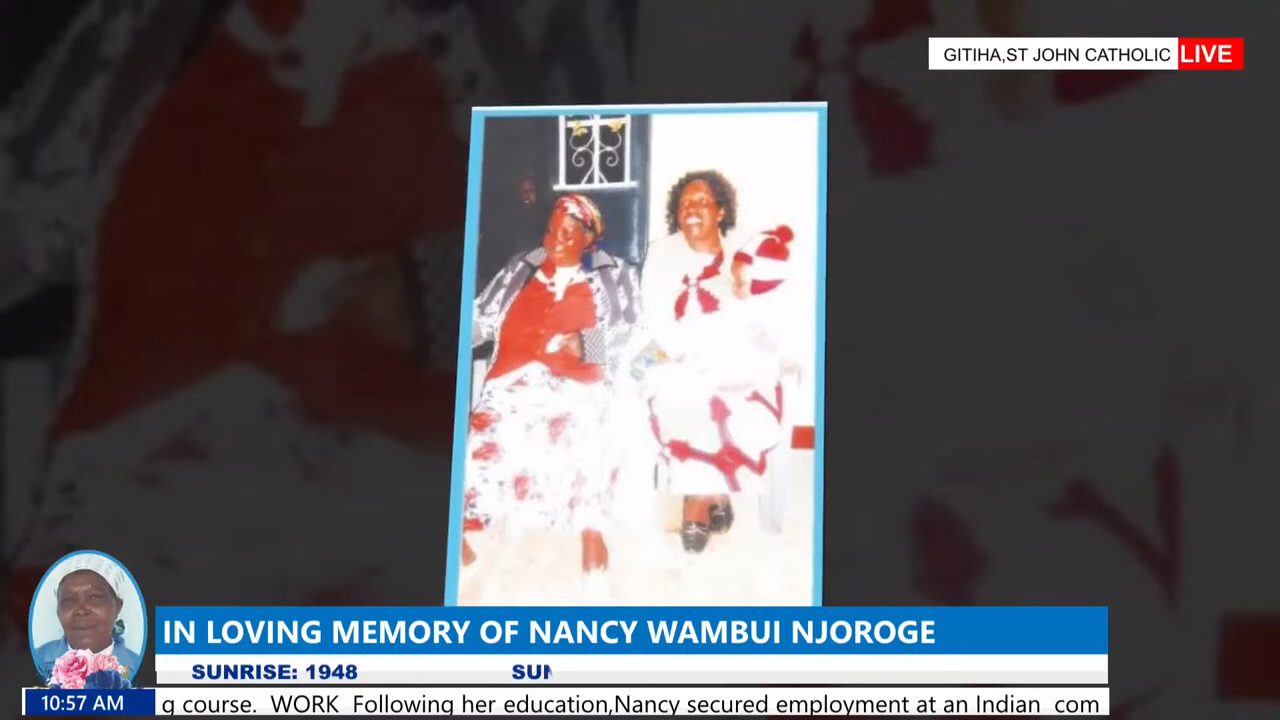 GITIHA,ST JOHN CATHOLIC LIVE
IN LOVING MEMORY OF NANCY WAMBUI NJOROGE
SUNRISE: 1948
10:57 AM g course. WORK Following her education,Nancy secured employment at an Indian com